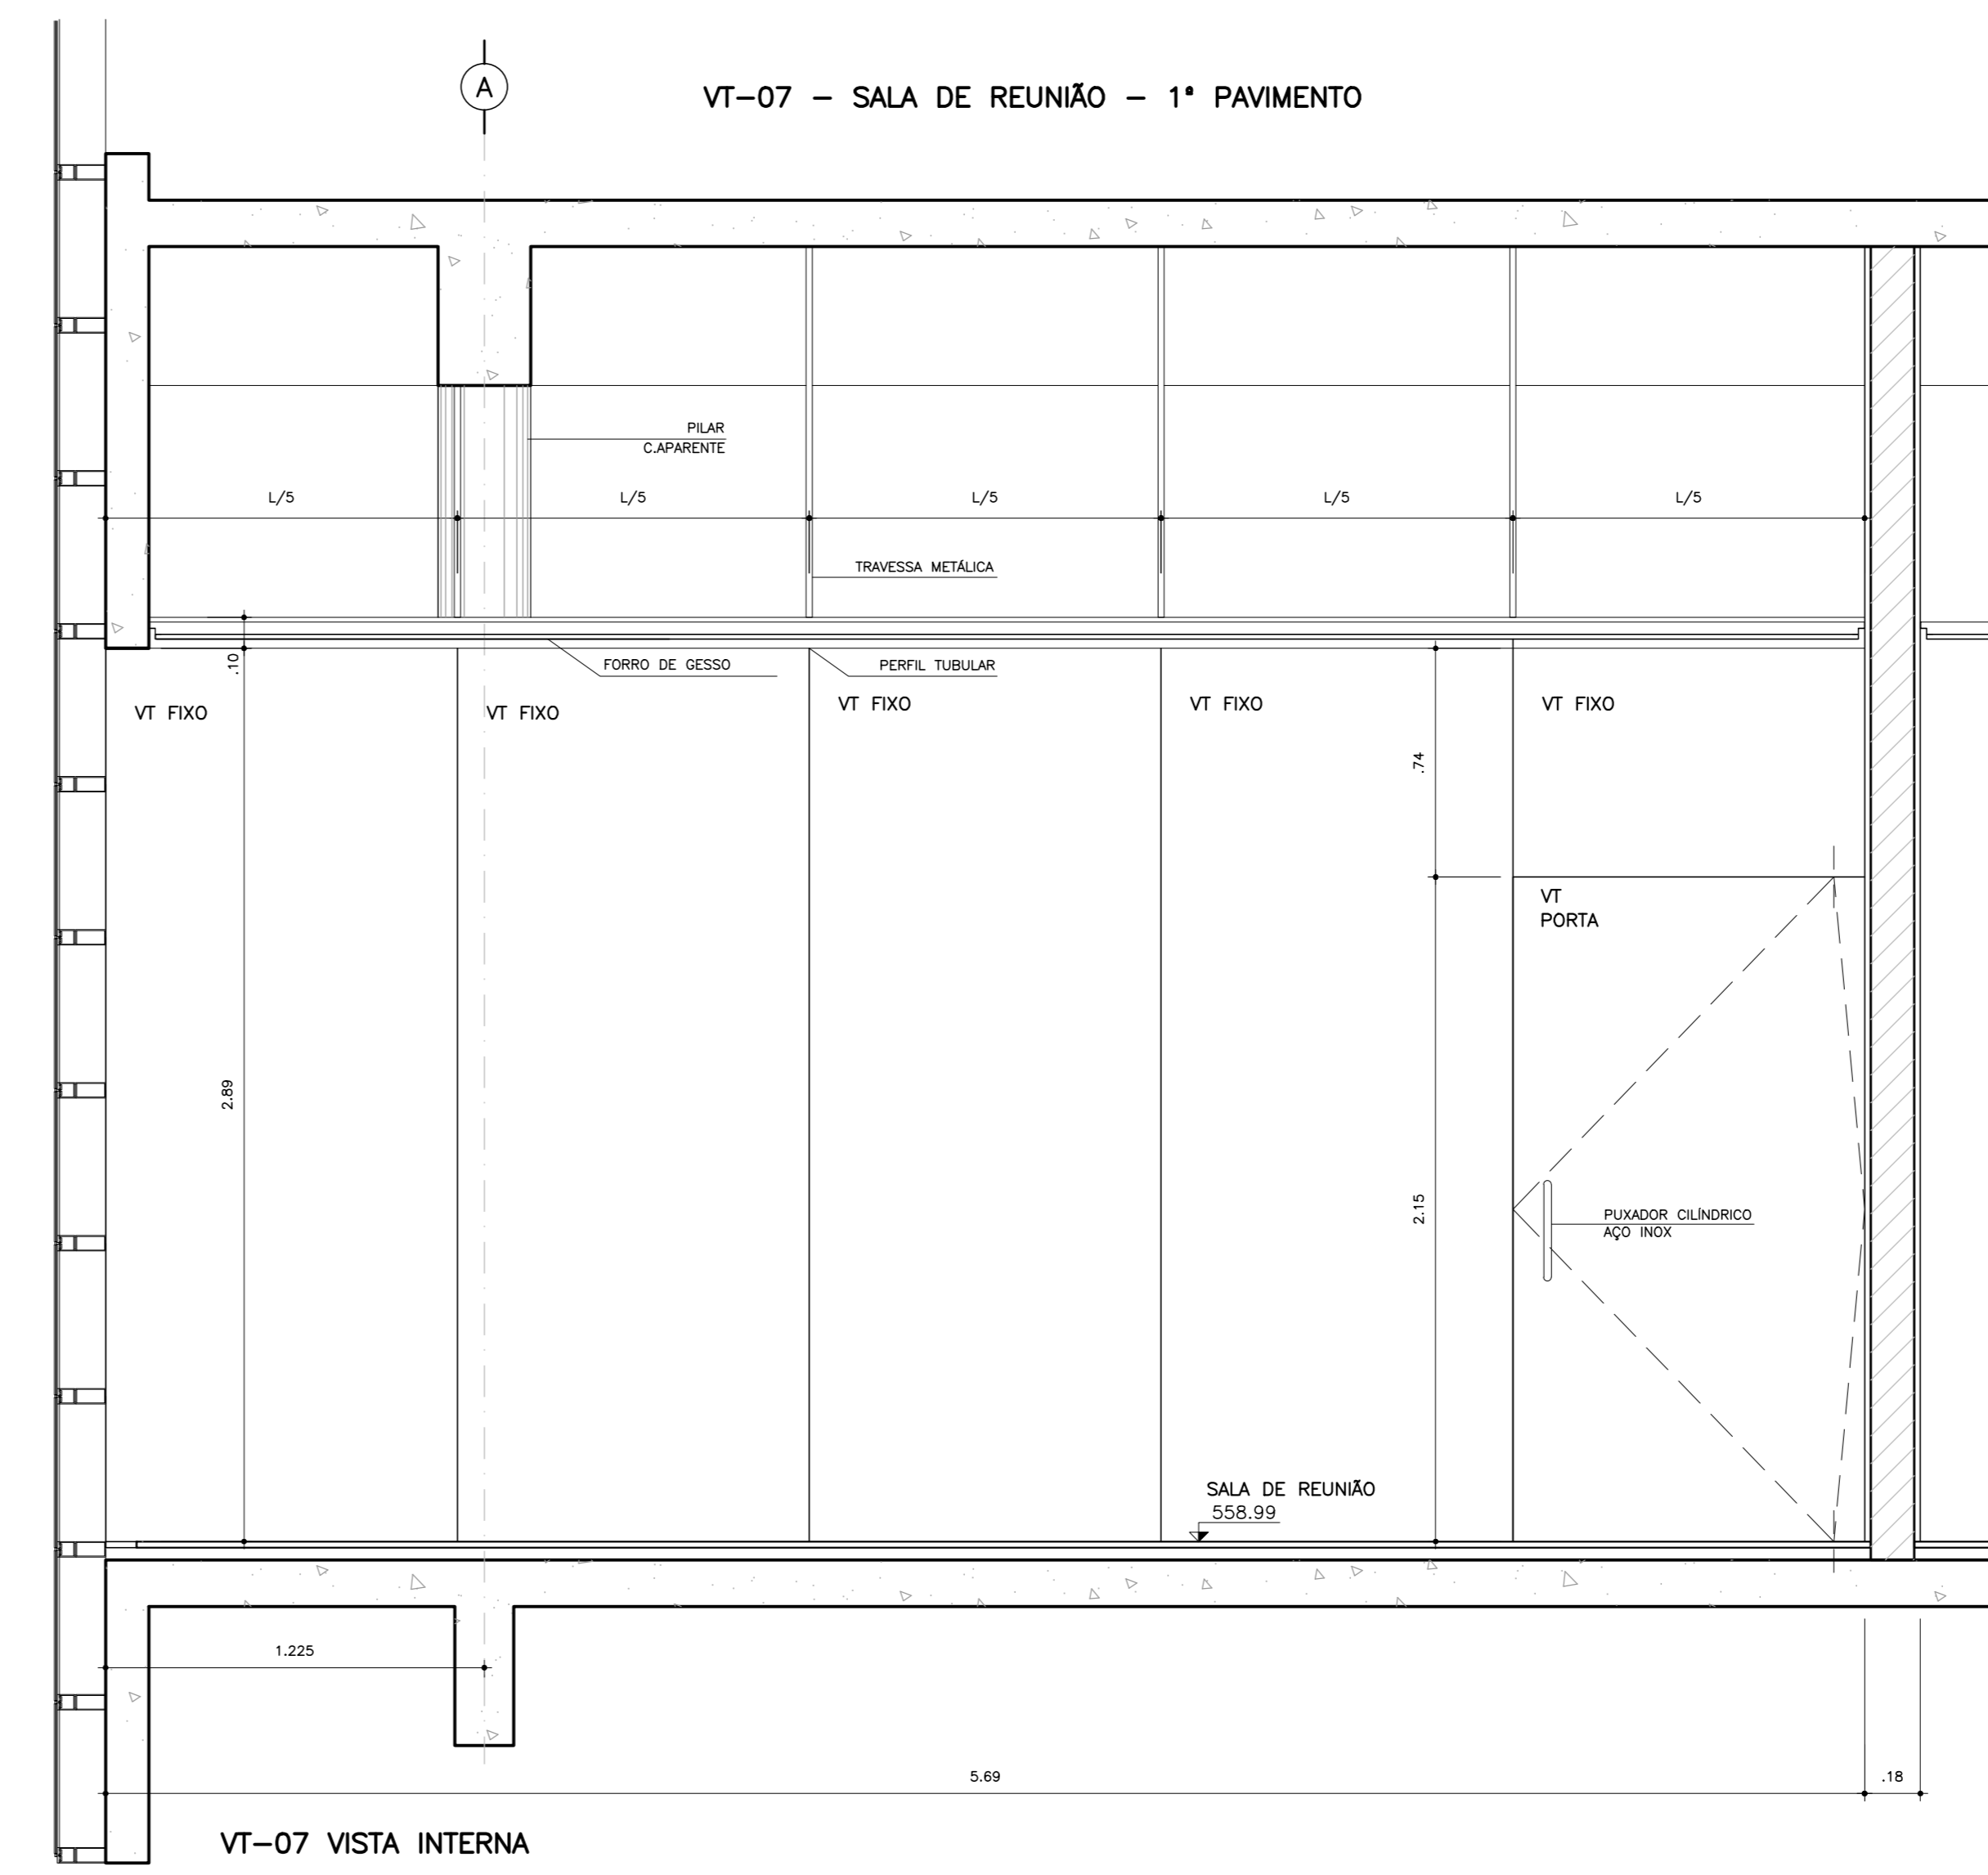 A
VT-07 - SALA DE REUNIÃO - 1ª PAVIMENTO
PILAR
C.APARENTE
L/5
L/5
L/5
L/5
L/5
TRAVESSA METÁLICA
.10
FORRO DE GESSO
PERFIL TUBULAR
VT FIXO
VT FIXO
VT FIXO
VT FIXO
VT FIXO
.74
VT
PORTA
2.89
2.15
PUXADOR CILÍNDRICO
AÇO INOX
SALA DE REUNIÃO
558.99
1.225
5.69
.18
VT-07 VISTA INTERNA